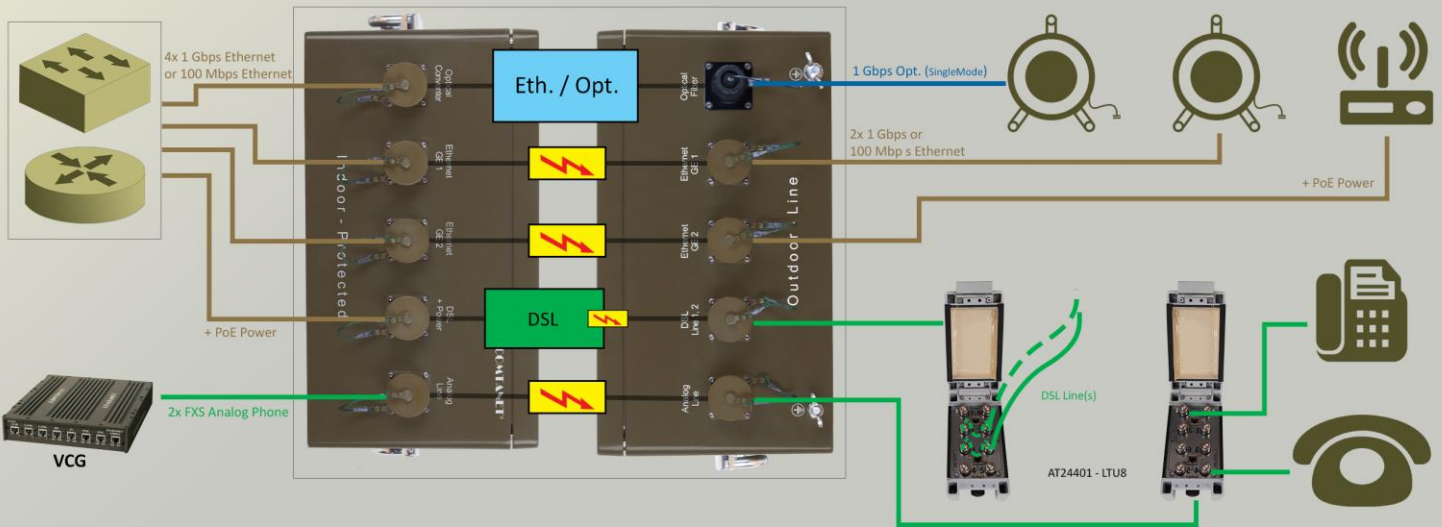 4x 1 Gbps Ethernet
or 100 Mbps Ethernet
Optical
Converter
Eth. / Opt.
Optical
Fiber
1 Gbps Opt. (SingleMode)
Indoor - Protected
Ethernet
GE 1
Ethernet
GE 1
2x 1 Gbps or
100 Mbp s Ethernet
Outdoor - Line
+ PoE Power
Ethernet
GE 2
Ethernet
GE 2
+ PoE Power
+ Power
DSL
DSL
Line 1, 2
2x FXS Analog Phone
Analog
Line
Analog
Line
DSL Line(s)
VCG
AT24401 - LTU8